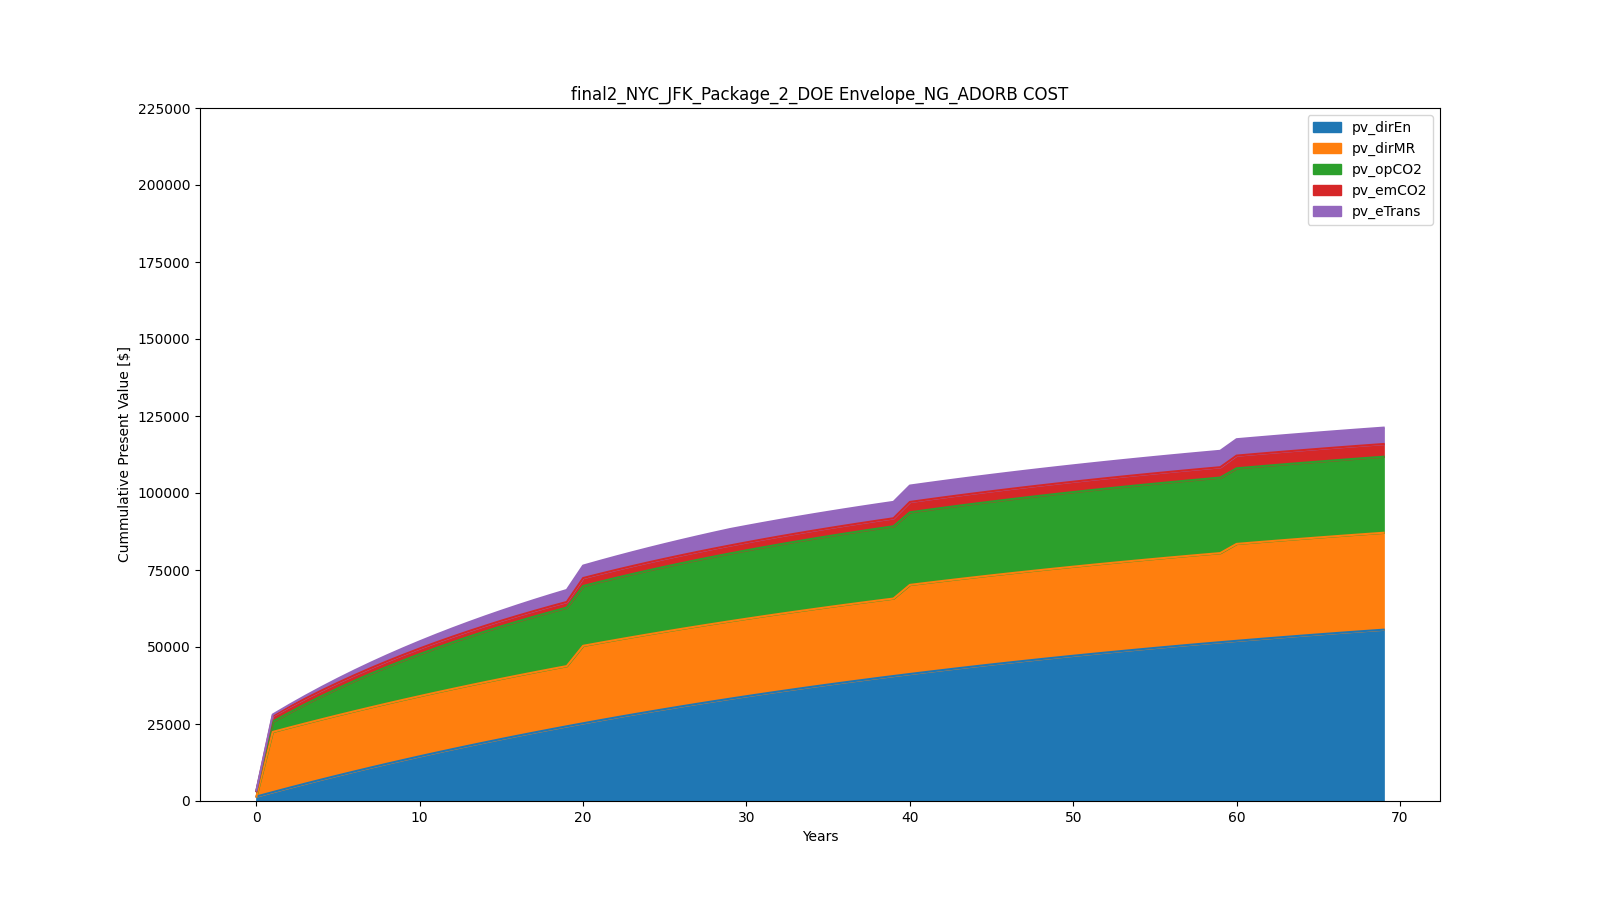 final2_NYC_JFK_Package_2_DOE Envelope_NG_ADORB COST
225000
200000
175000
150000
125000
100000
75000
50000
25000
0
Cummulative Present Value [$]
pv_dirEn
pv_dirMR
pv_opCO2
pv_emCO2
pv_eTrans
0 10 20 30 40 50 60 70
Years